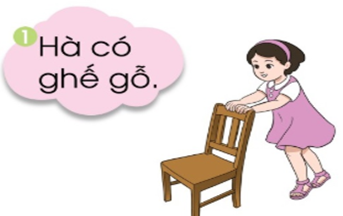 1
Hà có
ghế gỗ.